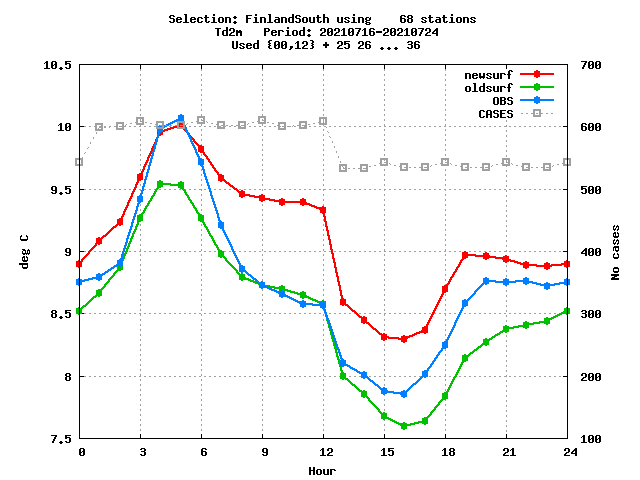 Selection: FinlandSouth using    68 stations
Td2m   Period: 20210716-20210724
Used {00,12} + 25 26 ... 36
10.5
10
9.5
9
8.5
8
7.5
deg C
700
600
500
400
300
200
100
No cases
newsurf
oldsurf
OBS
CASES
0 3 6 9 12 15 18 21 24
Hour